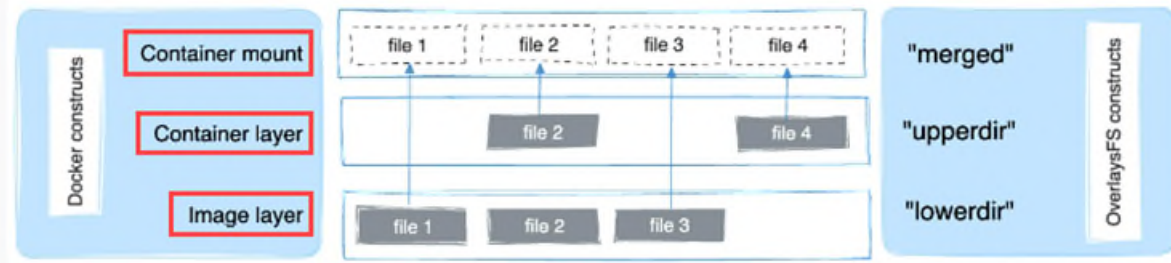 Docker constructs
Container mount
file 1
file 2
file 3
file 4
"merged"
Container layer
file 2
file 4
"upperdir"
Image layer
file 1
file 2
file 3
"lowerdir"
OverlaysFS constructs